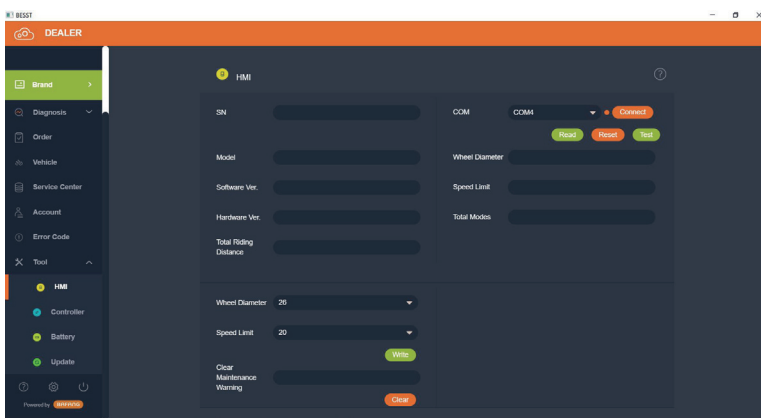 BESST
DEALER
Brand
Diagnosis
Order
Vehicle
Service Center
Account
Error Code
Tool
HMI
Controller
Battery
Update
Powered by
HMI
SN
COM
COM4
Connect
Read
Reset
Test
Model
Wheel Diameter
Software Ver.
Speed Limit
Hardware Ver.
Total Modes
Total Riding
Distance
Wheel Diameter
26
Speed Limit
20
Write
Clear
Maintenance
Warning
Clear